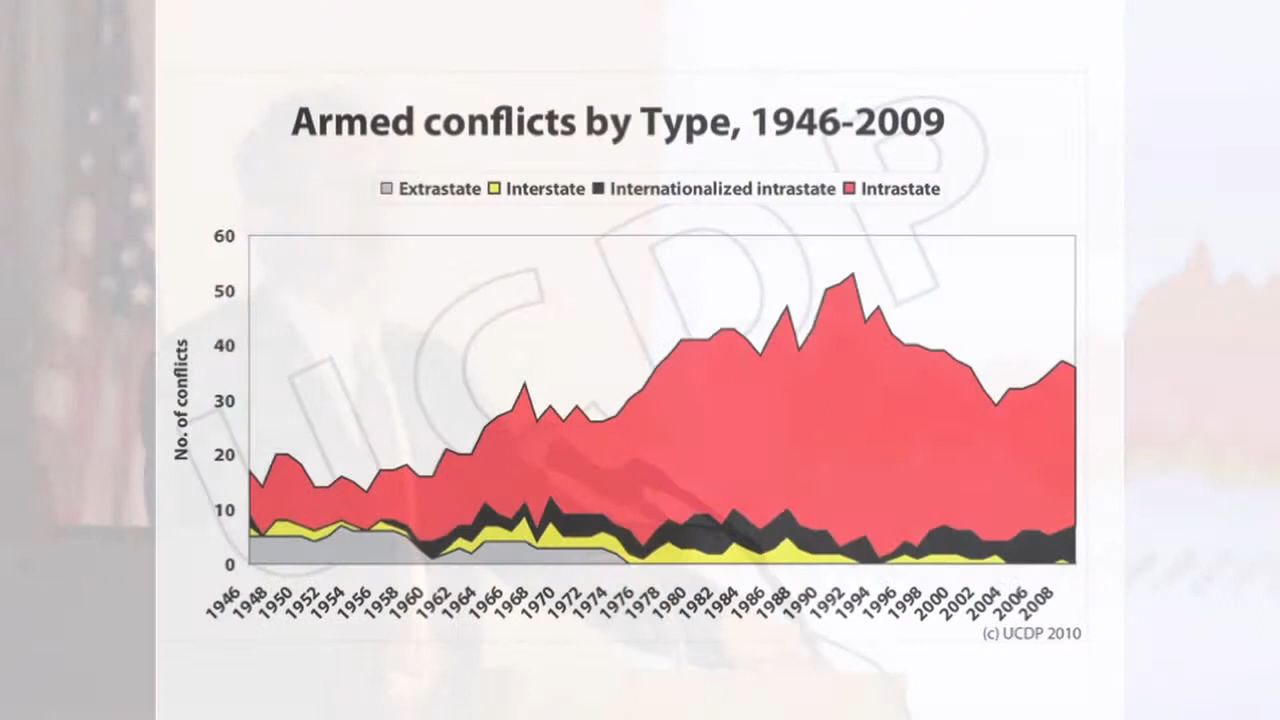 Armed conflicts by Type, 1946-2009
Extrastate Interstate Internationalized intrastate Intrastate
60
50
40
30
20
10
0
No. of conflicts
1946 1948 1950 1952 1954 1956 1958 1960 1962 1964 1966 1968 1970 1972 1974 1976 1978 1980 1982 1984 1986 1988 1990 1992 1994 1996 1998 2000 2002 2004 2006 2008
(c) UCDP 2010
UCDP